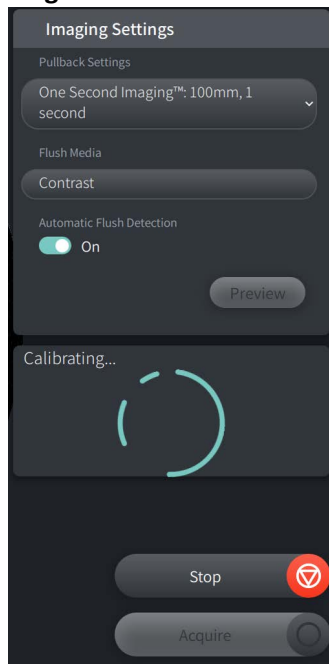 Imaging Settings
Pullback Settings
One Second Imaging™: 100mm, 1
second
Flush Media
Contrast
Automatic Flush Detection
On
Preview
Calibrating...
Stop
Acquire